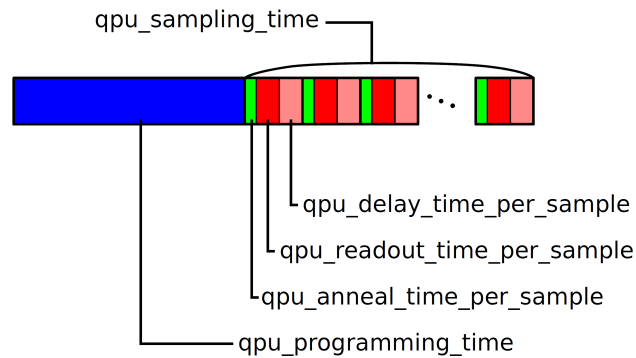 qpu_sampling_time
qpu_delay_time_per_sample
qpu_readout_time_per_sample
qpu_anneal_time_per_sample
qpu_programming_time